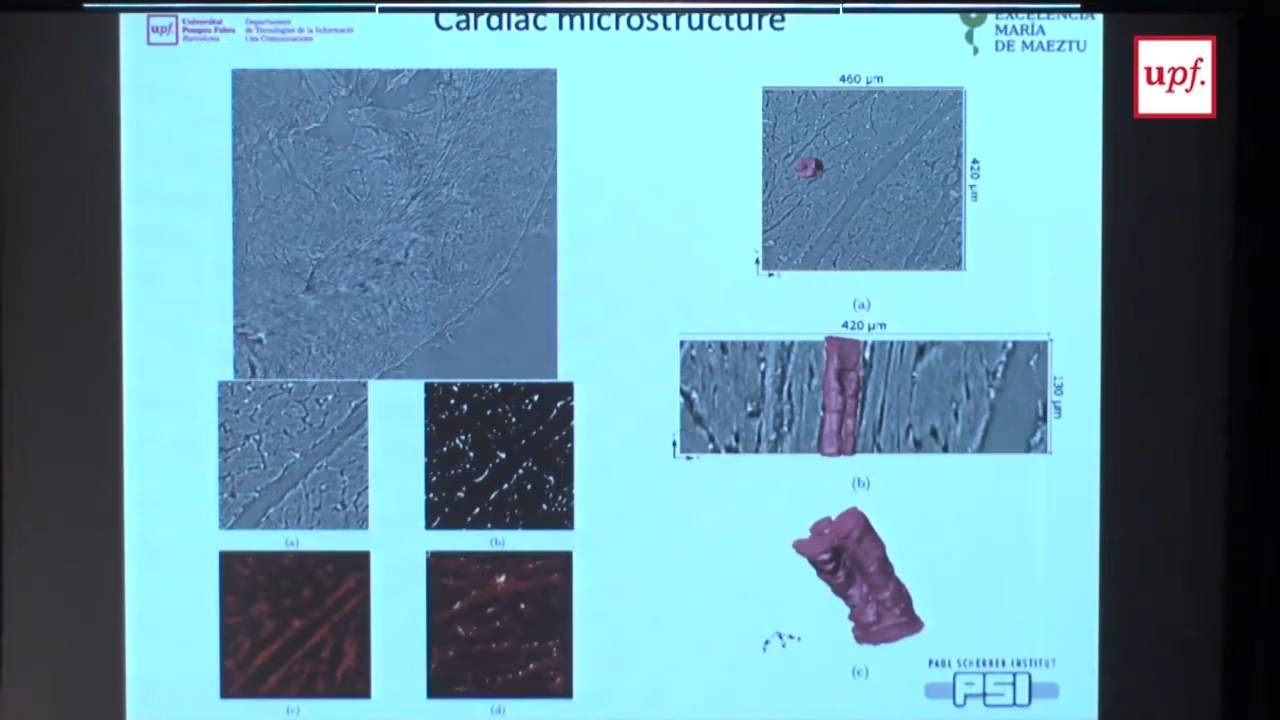 Cardiac microstructure
upf.
Universitat
Pompeu Fabra
Barcelona
Departament
de Tecnologies de la Informació
i les Comunicacions
EXCELENCIA
MARÍA
DE MAEZTU
upf.
460 µm
420 µm
(a)
420 µm
130 µm
(b)
(a)
(b)
(c)
(c)
(d)
PAUL SCHERRER INSTITUT
PSI